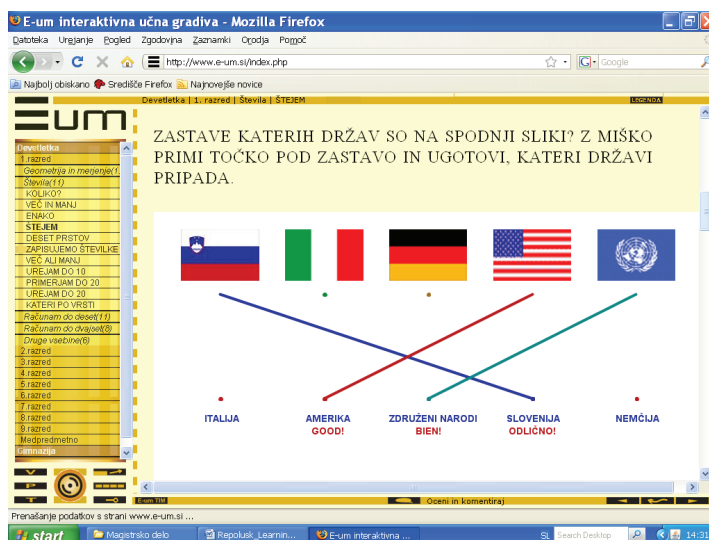 E-um interaktivna učna gradiva - Mozilla Firefox
Datoteka Urejanje Pogled Zgodovina Zaznamki Orodja Pomoč
http://www.e-um.si/index.php
Google
Najbolj obiskano Središče Firefox Najnovejše novice
Devetletka | 1. razred | Števila | ŠTEJEM
LEGENDA
Eum
Devetletka
1.razred
Geometrija in merjenje(1
Števila(11)
KOLIKO?
VEČ IN MANJ
ENAKO
ŠTEJEM
DESET PRSTOV
ZAPISUJEMO ŠTEVILKE
VEČ ALI MANJ
UREJAM DO 10
PRIMERJAM DO 20
UREJAM DO 20
KATERI PO VRSTI
Računam do deset(11)
Računam do dvajset(8)
Druge vsebine(6)
2.razred
3.razred
4.razred
5.razred
6.razred
7.razred
8.razred
9.razred
Medpredmetno
Gimnazija
V
P
T
ZASTAVE KATERIH DRŽAV SO NA SPODNJI SLIKI? Z MIŠKO
PRIMI TOČKO POD ZASTAVO IN UGOTOVI, KATERI DRŽAVI
PRIPADA.
ITALIJA AMERIKA ZDRUŽENI NARODI SLOVENIJA NEMČIJA
GOOD! BIEN! ODLIČNO!
E-um TIM
Oceni in komentiraj
Prenašanje podatkov s strani www.e-um.si ...
start Magistrsko delo Repolusk_Learnin... E-um interaktivna ... SL Search Desktop 14:31